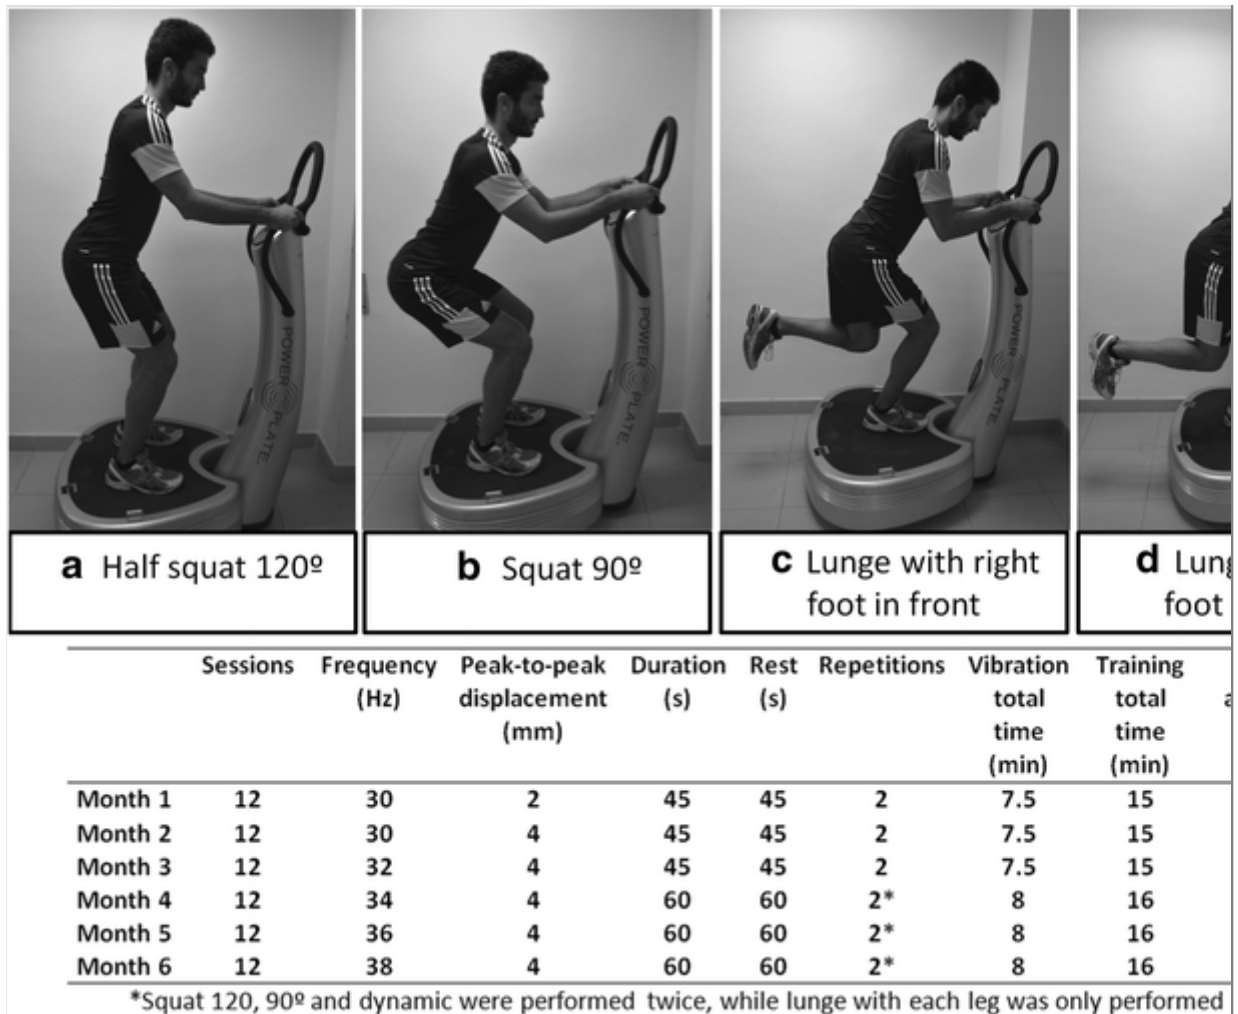 POWER PLATE.
POWER PLATE.
POWER PLATE.
a Half squat 120º
b Squat 90º
c Lunge with right
foot in front
d
foot
Sessions Frequency Peak-to-peak Duration Rest Repetitions Vibration Training
(Hz) displacement (s) (s) total total
(mm) time time
(min) (min)
Month 1 12 30 2 45 45 2 7.5 15
Month 2 12 30 4 45 45 2 7.5 15
Month 3 12 32 4 45 45 2 7.5 15
Month 4 12 34 4 60 60 2* 8 16
Month 5 12 36 4 60 60 2* 8 16
Month 6 12 38 4 60 60 2* 8 16
*Squat 120, 90º and dynamic were performed twice, while lunge with each leg was only performed